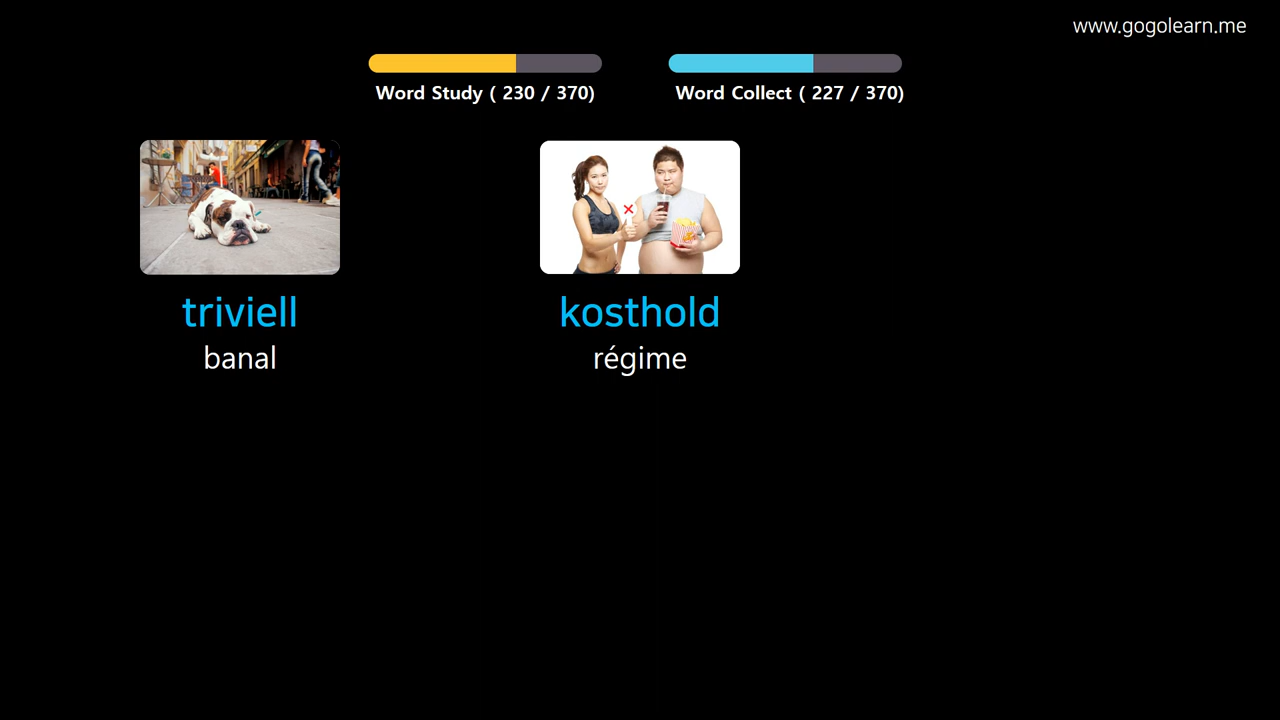 www.gogolearn.me
Word Study ( 230 / 370)
Word Collect ( 227 / 370)
triviell
banal
kosthold
régime